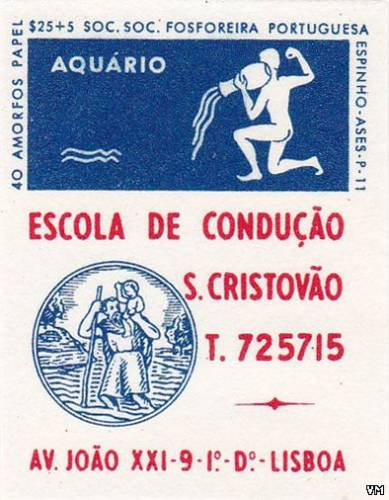 $25+5 SOC. SOC. FOSFOREIRA PORTUGUESA
ESPINHO-ASES-P-11
40 AMORFOS PAPEL
AQUÁRIO
ESCOLA DE CONDUÇÃO
S. CRISTOVÃO
T. 725715
AV. JOÃO XXI-9-1º-Dº-LISBOA
VM